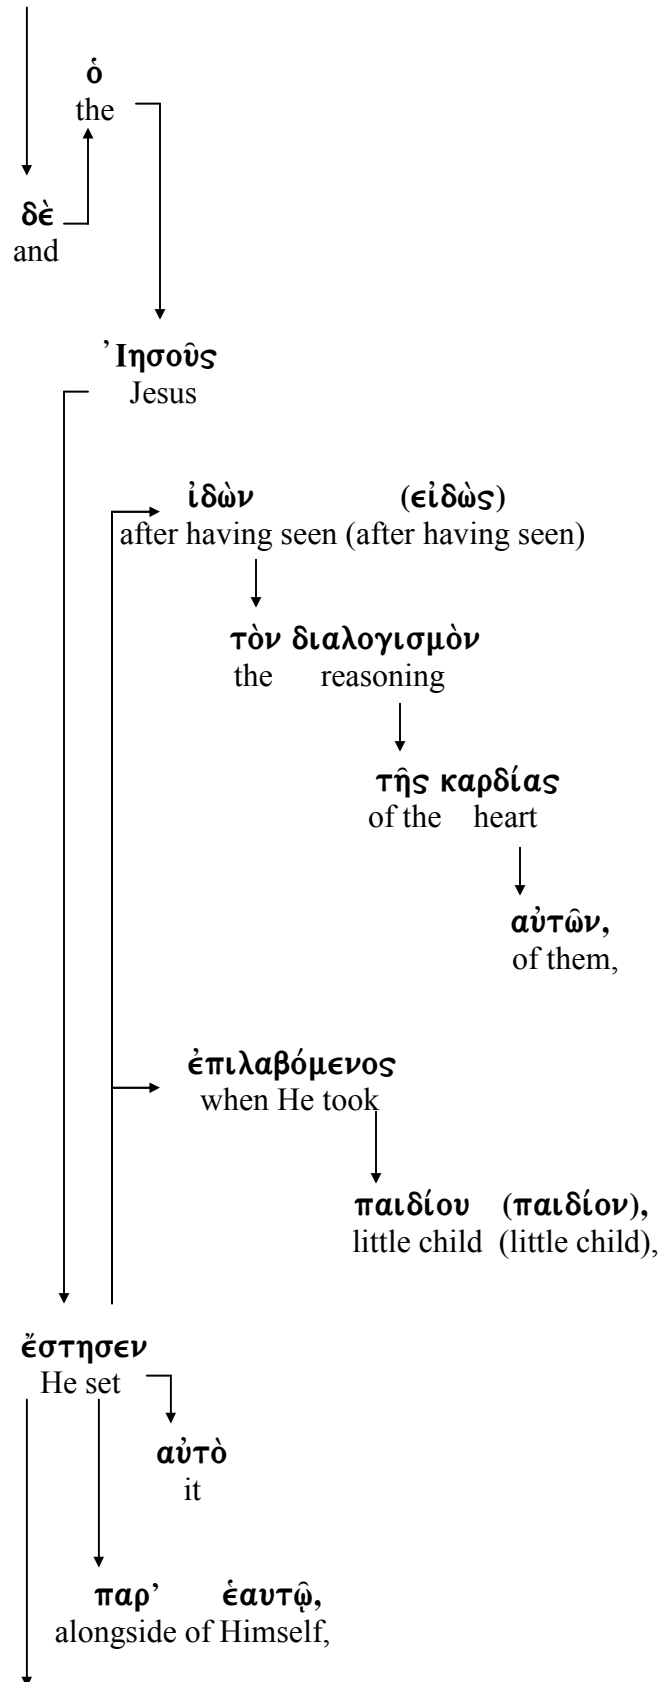 ὁ
the
δὲ
and
’Ιησοῦς
Jesus
ἰδὼν (εἰδὼς)
after having seen (after having seen)
τὸν διαλογισμὸν
the reasoning
τῆς καρδίας
of the heart
αὐτῶν,
of them,
ἐπιλαβόμενος
when He took
παιδίου (παιδίον),
little child (little child),
ἔστησεν
He set
αὐτὸ
it
παρ’ ἑαυτῷ,
alongside of Himself,